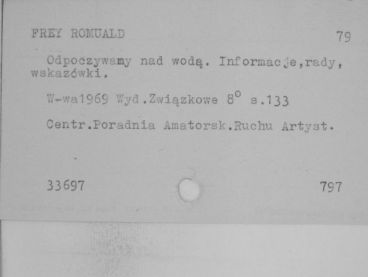 FREY ROMUALD 79
Odpoczywamy nad wodą. Informacje,rady,
wskazówki.
W-wa1969 Wyd.Związkowe 8° s.133
Centr.Poradnia Amatorsk.Ruchu Artyst.
33697 797